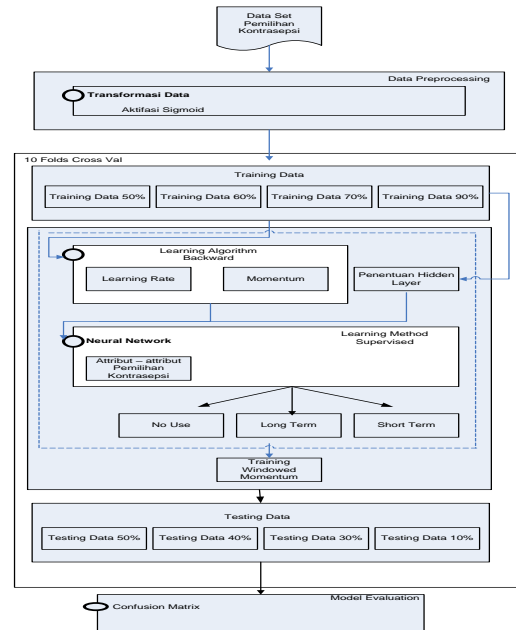 Data Set
Pemilihan
Kontrasepsi
Data Preprocessing
Transformasi Data
Aktifasi Sigmoid
10 Folds Cross Val
Training Data
Training Data 50%
Training Data 60%
Training Data 70%
Training Data 90%
Learning Algorithm
Backward
Learning Rate
Momentum
Penentuan Hidden
Layer
Neural Network
Learning Method
Supervised
Attribut – attribut
Pemilihan
Kontrasepsi
No Use
Long Term
Short Term
Training
Windowed
Momentum
Testing Data
Testing Data 50%
Testing Data 40%
Testing Data 30%
Testing Data 10%
Model Evaluation
Confusion Matrix